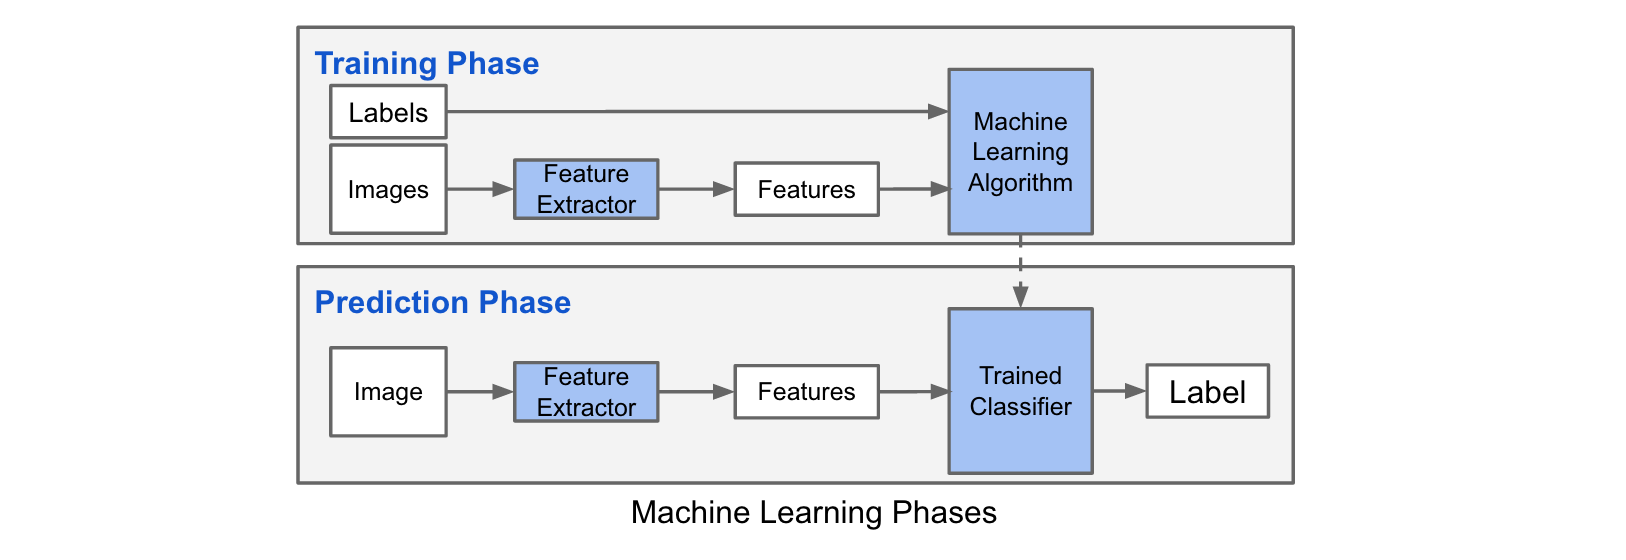 Training Phase
Labels
Machine
Learning
Algorithm
Images
Feature
Extractor
Features
Prediction Phase
Image
Feature
Extractor
Features
Trained
Classifier
Label
Machine Learning Phases